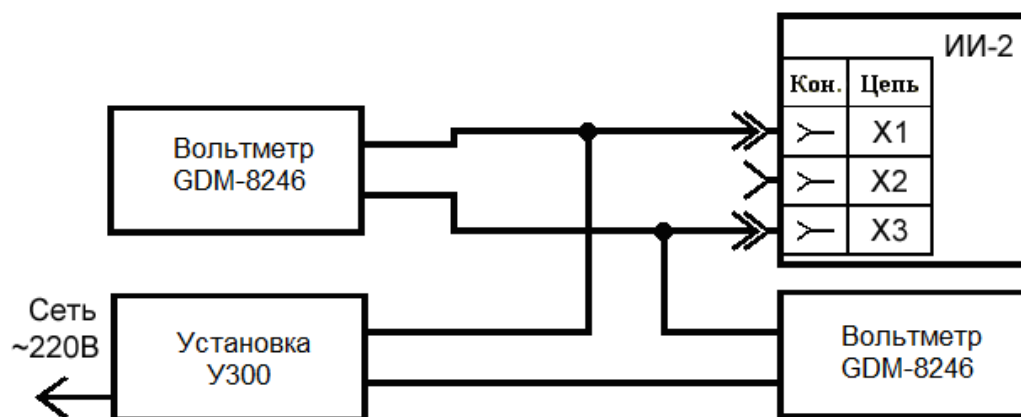 ИИ-2
Кон. Цепь
X1
X2
X3
Вольтметр
GDM-8246
Сеть
~220В
Установка
У300
Вольтметр
GDM-8246